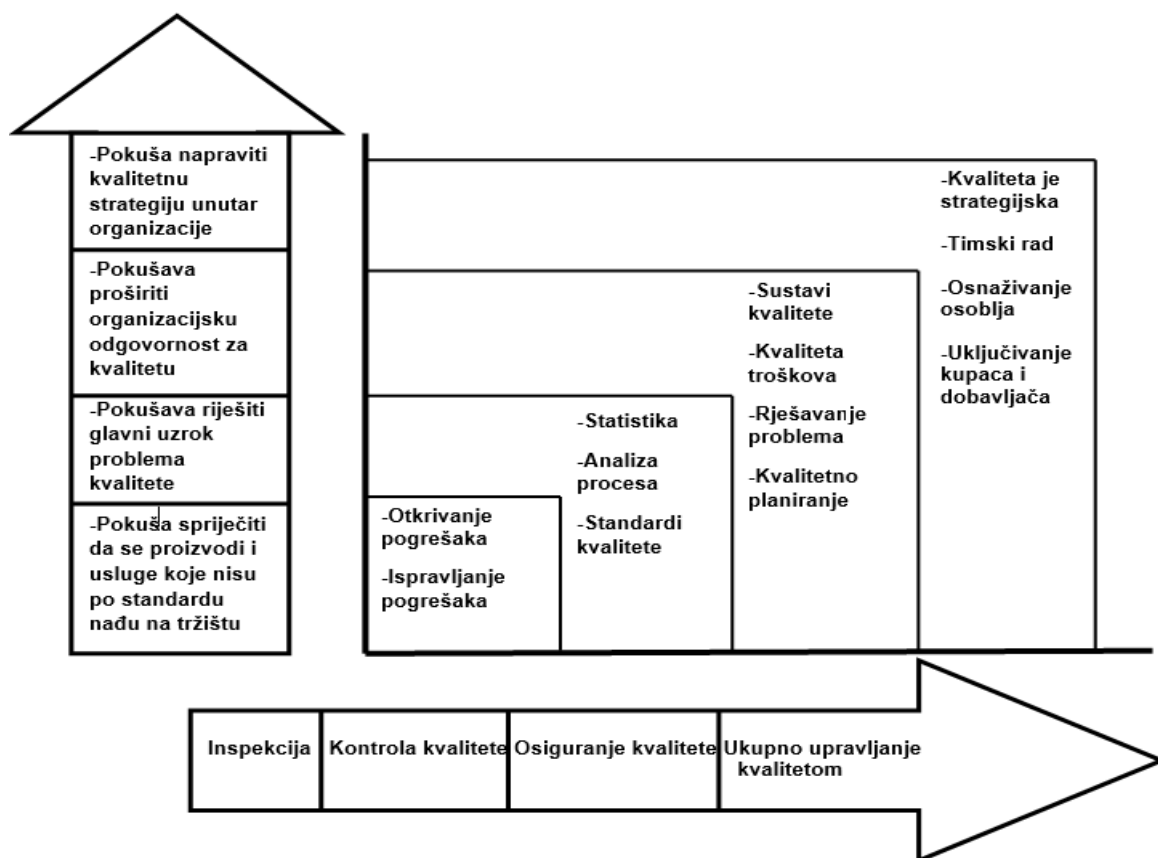 -Pokuša napraviti
kvalitetnu
strategiju unutar
organizacije
-Pokušava
proširiti
organizacijsku
odgovornost za
kvalitetu
-Pokušava riješiti
glavni uzrok
problema
kvalitete
-Pokuša spriječiti
da se proizvodi i
usluge koje nisu
po standardu
nađu na tržištu
-Otkrivanje
pogrešaka
-Ispravljanje
pogrešaka
-Statistika
-Analiza
procesa
-Standardi
kvalitete
-Sustavi
kvalitete
-Kvaliteta
troškova
-Rješavanje
problema
-Kvalitetno
planiranje
-Kvaliteta je
strategijska
-Timski rad
-Osnaživanje
osoblja
-Uključivanje
kupaca i
dobavljača
Inspekcija
Kontrola kvalitete
Osiguranje kvalitete
Ukupno upravljanje
kvalitetom